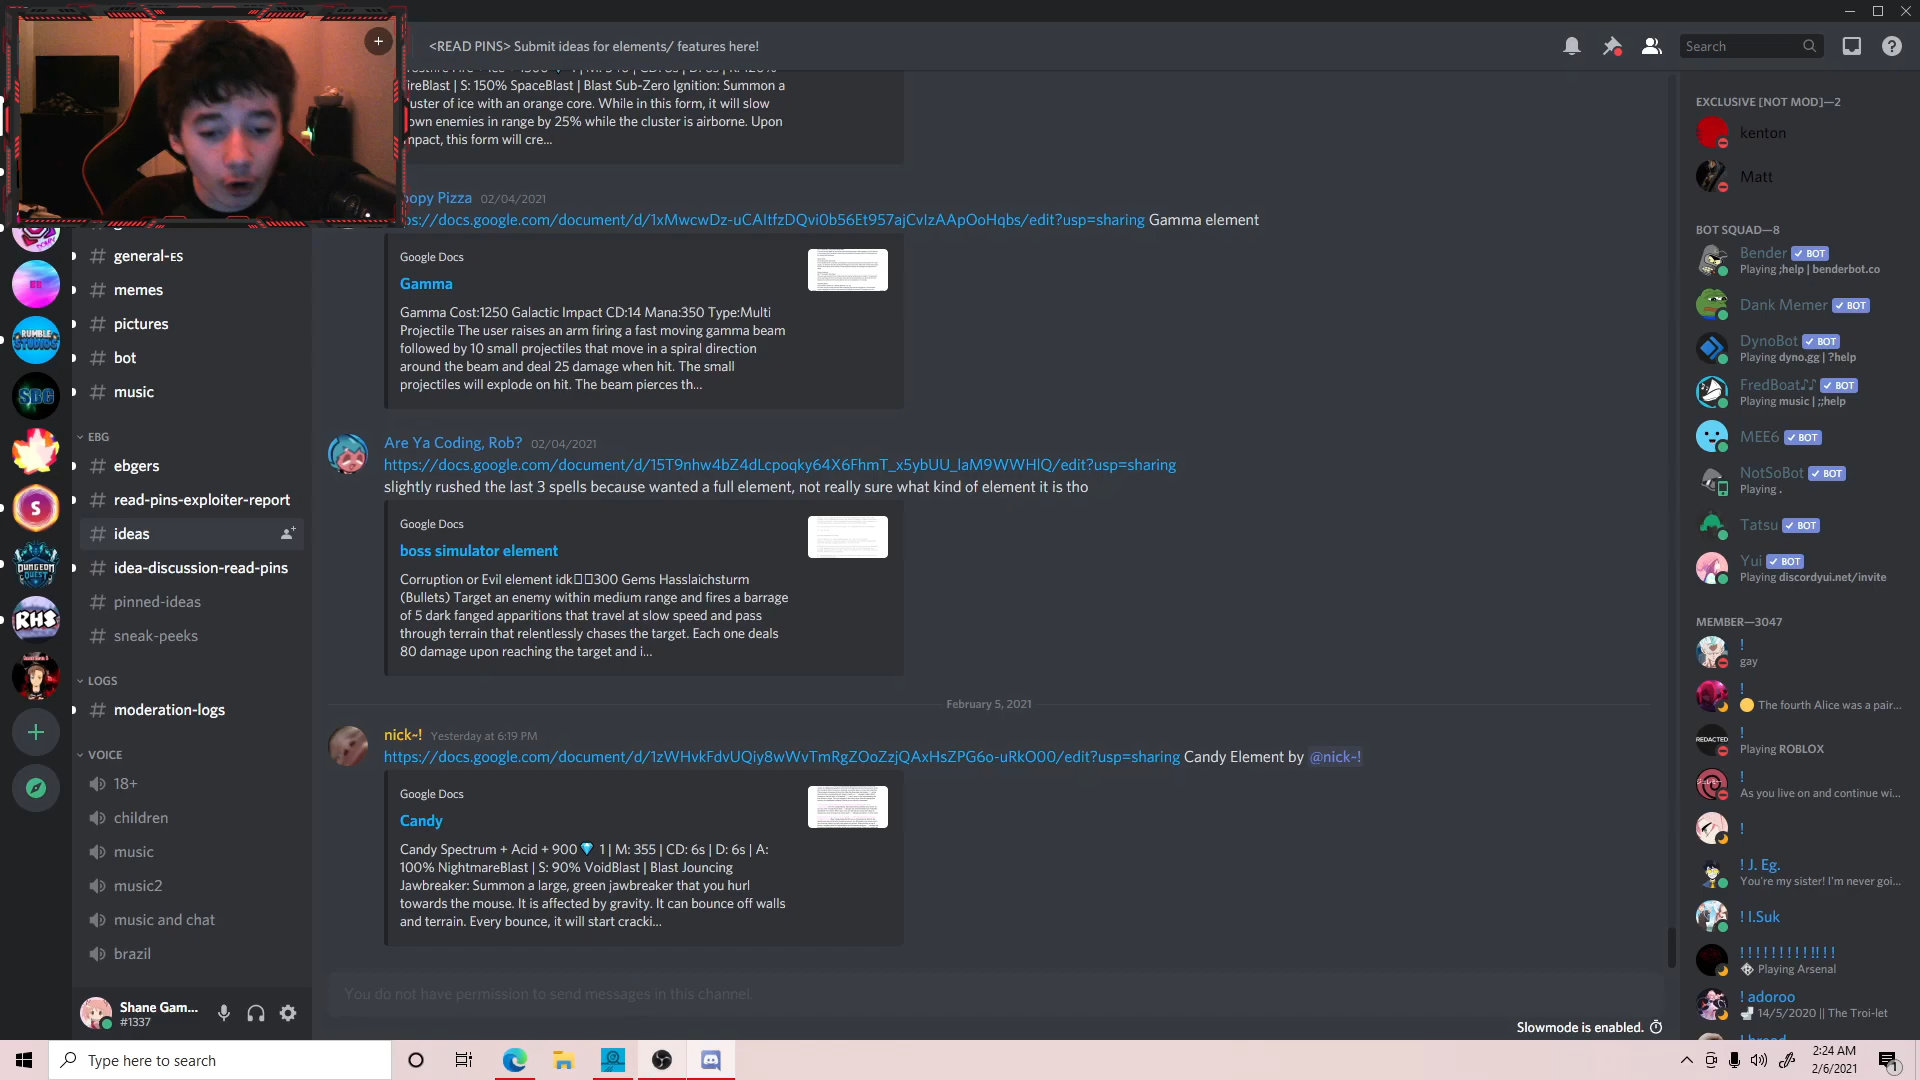 <READ PINS> Submit ideas for elements/ features here!
Search
ireBlast | S: 150% SpaceBlast | Blast Sub-Zero Ignition: Summon a
uster of ice with an orange core. While in this form, it will slow
own enemies in range by 25% while the cluster is airborne. Upon
mpact, this form will cre...
oopy Pizza 02/04/2021
ps://docs.google.com/document/d/1xMwcwDz-uCAItfzDQvi0b56Et957ajCvIzAApOoHqbs/edit?usp=sharing Gamma element
Google Docs
Gamma
Gamma Cost:1250 Galactic Impact CD:14 Mana:350 Type:Multi
Projectile The user raises an arm firing a fast moving gamma beam
followed by 10 small projectiles that move in a spiral direction
around the beam and deal 25 damage when hit. The small
projectiles will explode on hit. The beam pierces th...
Are Ya Coding, Rob? 02/04/2021
https://docs.google.com/document/d/15T9nhw4bZ4dLcpoqky64X6FhmT_x5ybUU_laM9WWHlQ/edit?usp=sharing
slightly rushed the last 3 spells because wanted a full element, not really sure what kind of element it is tho
Google Docs
boss simulator element
Corruption or Evil element idk▯▯300 Gems Hasslaichsturm
(Bullets) Target an enemy within medium range and fires a barrage
of 5 dark fanged apparitions that travel at slow speed and pass
through terrain that relentlessly chases the target. Each one deals
80 damage upon reaching the target and i...
February 5, 2021
nick~! Yesterday at 6:19 PM
https://docs.google.com/document/d/1zWHvkFdvUQiy8wWvTmRgZOoZzjQAxHsZPG6o-uRkO00/edit?usp=sharing Candy Element by @nick~!
Google Docs
Candy
Candy Spectrum + Acid + 900 💎 1 | M: 355 | CD: 6s | D: 6s | A:
100% NightmareBlast | S: 90% VoidBlast | Blast Jouncing
Jawbreaker: Summon a large, green jawbreaker that you hurl
towards the mouse. It is affected by gravity. It can bounce off walls
and terrain. Every bounce, it will start cracki...
You do not have permission to send messages in this channel.
Slowmode is enabled.
general-ES
memes
pictures
bot
music
EBG
ebgers
read-pins-exploiter-report
ideas
idea-discussion-read-pins
pinned-ideas
sneak-peeks
LOGS
moderation-logs
VOICE
18+
children
music
music2
music and chat
brazil
Shane Gam...
#1337
BB
RUMBLE
STUDIOS
SBG
S
DUNGEON
QUEST
RHS
EXCLUSIVE [NOT MOD]—2
kenton
Matt
BOT SQUAD—8
Bender BOT
Playing ;help | benderbot.co
Dank Memer BOT
DynoBot BOT
Playing dyno.gg | ?help
FredBoat♪♪ BOT
Playing music | ;;help
MEE6 BOT
NotSoBot BOT
Playing .
Tatsu BOT
Yui BOT
Playing discordyui.net/invite
MEMBER—3047
!
gay
!
The fourth Alice was a pair...
REDACTED
!
Playing ROBLOX
!
As you live on and continue wi...
!
! J. Eg.
You're my sister! I'm never goi...
! I.Suk
! ! ! ! ! ! ! ! ! ! !! ! !
Playing Arsenal
! adoroo
14/5/2020 || The Troi-let
Type here to search
2:24 AM
2/6/2021
1